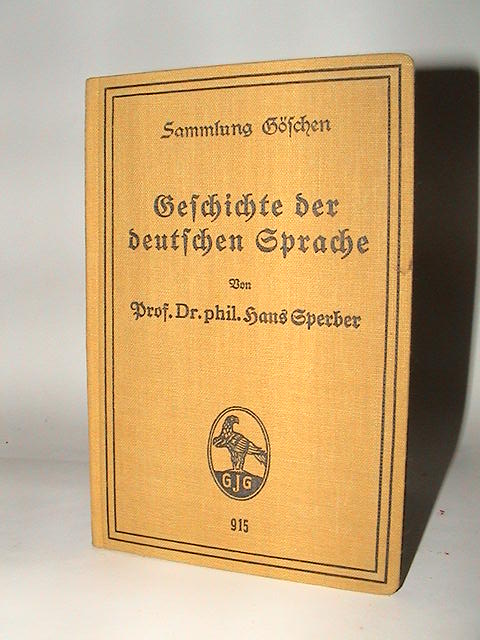 Sammlung Göschen
Geschichte der
deutschen Sprache
Von
Prof. Dr. phil. Hans Sperber
GJG
915